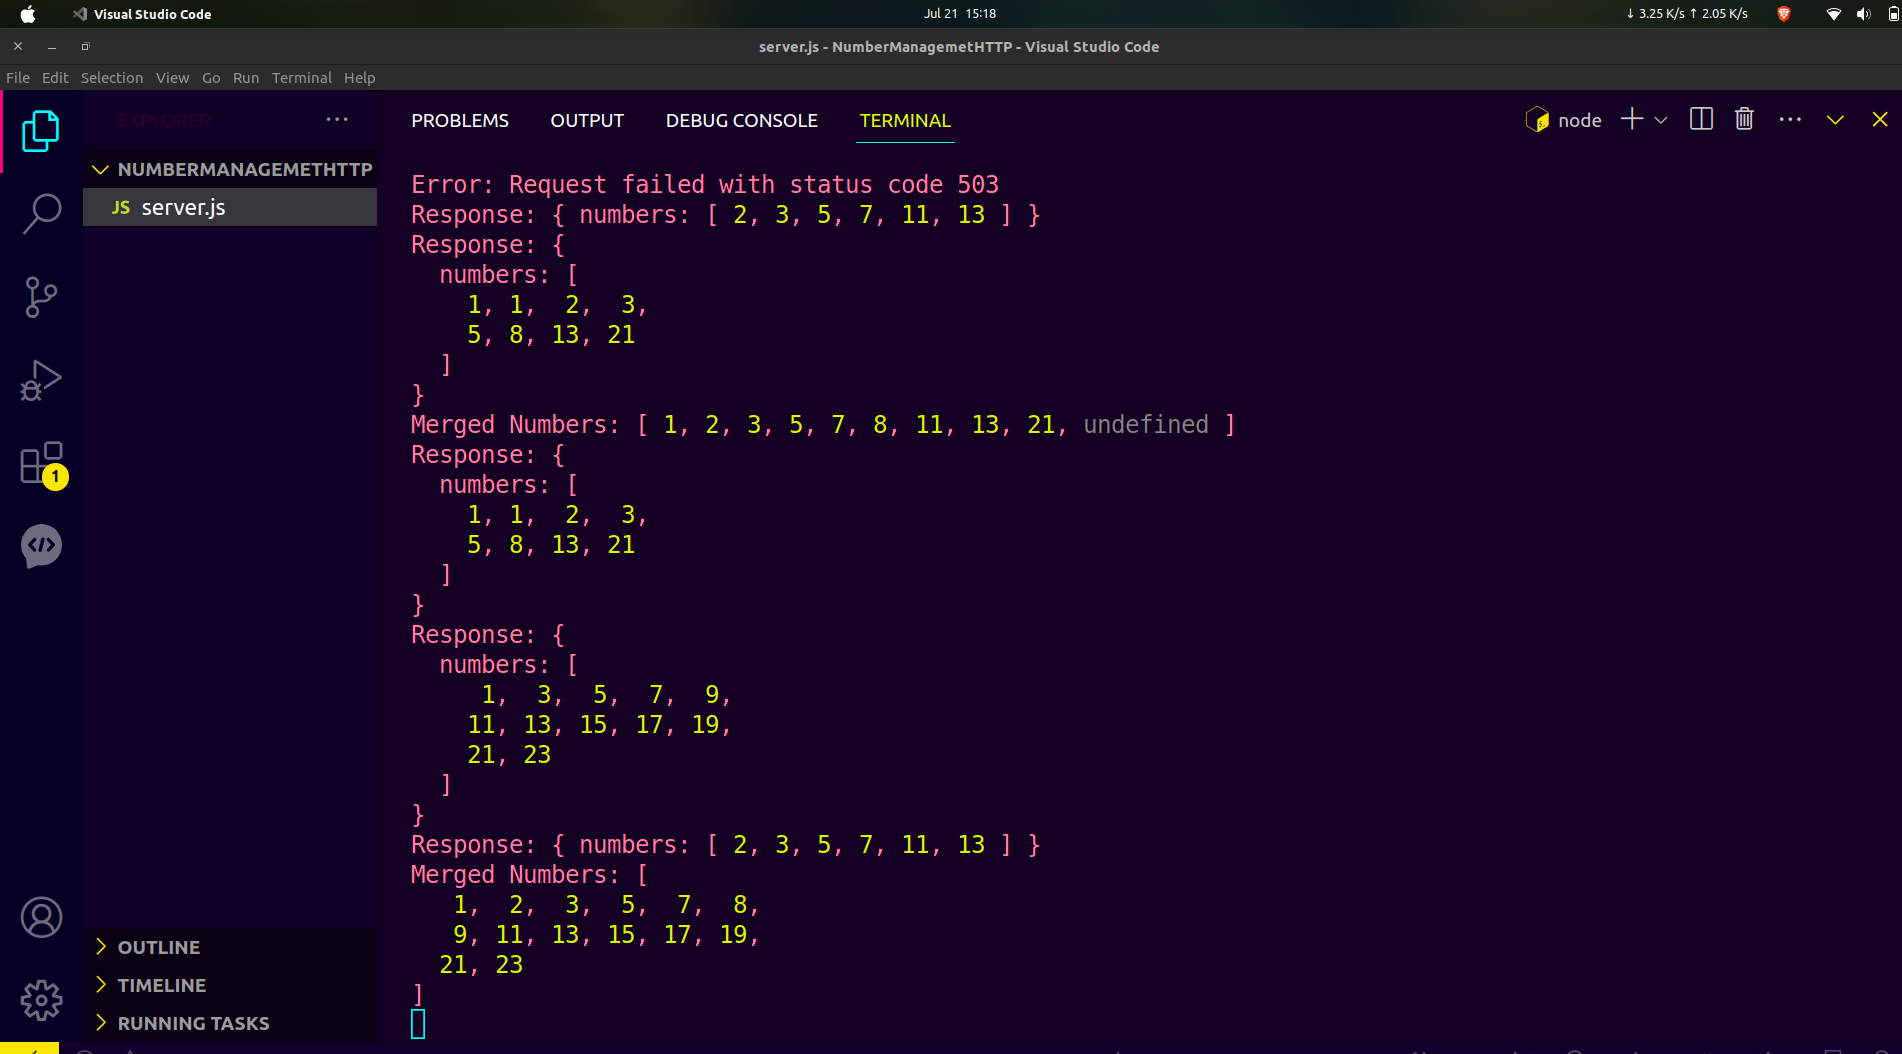 Visual Studio Code
Jul 21 15:18
↓ 3.25 K/s ↑ 2.05 K/s
server.js - NumberManagemetHTTP - Visual Studio Code
File Edit Selection View Go Run Terminal Help
EXPLORER
NUMBERMANAGEMETHTTP
JS server.js
1
OUTLINE
TIMELINE
RUNNING TASKS
PROBLEMS OUTPUT DEBUG CONSOLE TERMINAL
node
Error: Request failed with status code 503
Response: { numbers: [ 2, 3, 5, 7, 11, 13 ] }
Response: {
  numbers: [
    1, 1,  2,  3,
    5, 8, 13, 21
  ]
}
Merged Numbers: [ 1, 2, 3, 5, 7, 8, 11, 13, 21, undefined ]
Response: {
  numbers: [
    1, 1,  2,  3,
    5, 8, 13, 21
  ]
}
Response: {
  numbers: [
     1,  3,  5,  7,  9,
    11, 13, 15, 17, 19,
    21, 23
  ]
}
Response: { numbers: [ 2, 3, 5, 7, 11, 13 ] }
Merged Numbers: [
   1,  2,  3,  5,  7,  8,
   9, 11, 13, 15, 17, 19,
  21, 23
]